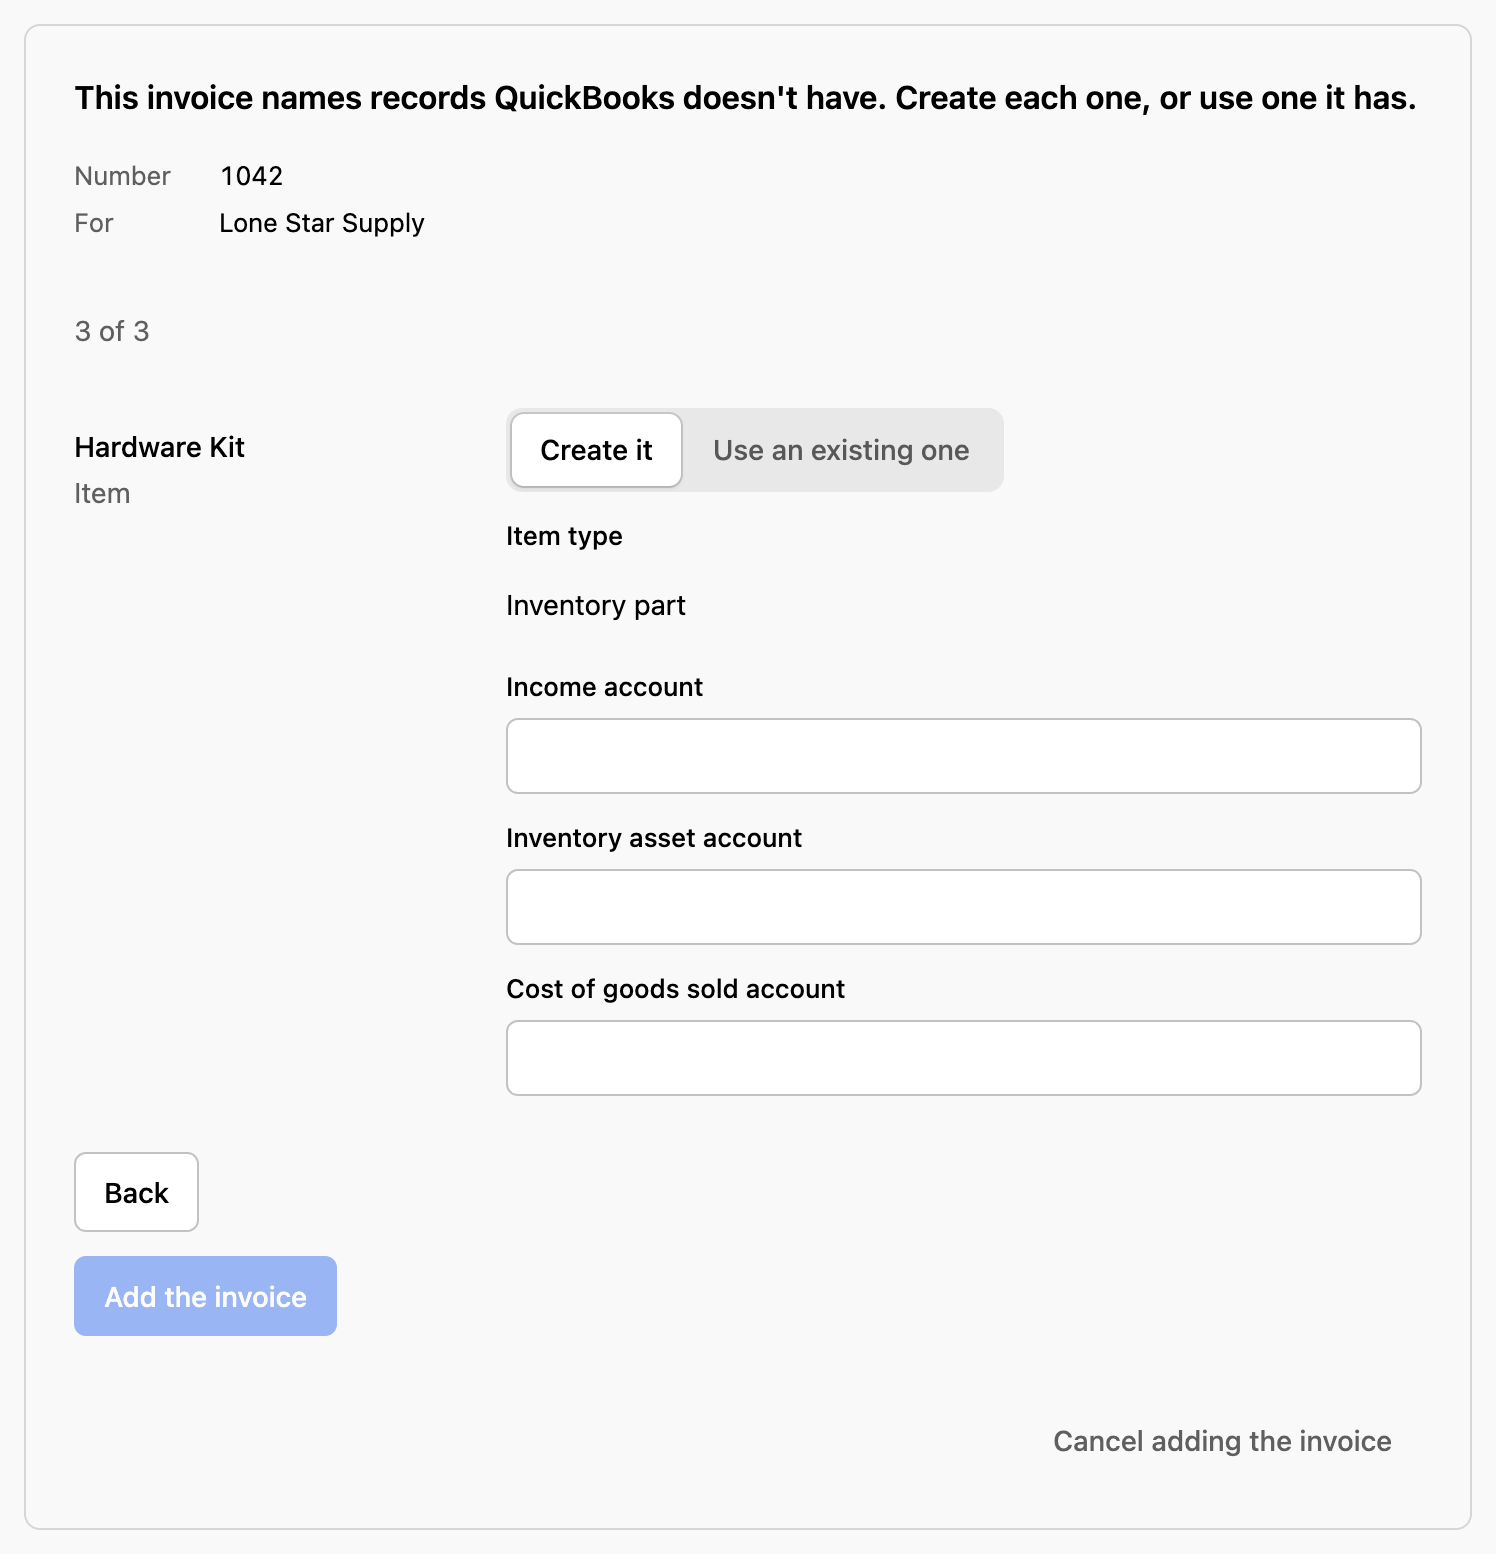 This invoice names records QuickBooks doesn't have. Create each one, or use one it has.
Number 1042
For Lone Star Supply
3 of 3
Hardware Kit
Item
Create it Use an existing one
Item type
Inventory part
Income account
Inventory asset account
Cost of goods sold account
Back
Add the invoice
Cancel adding the invoice